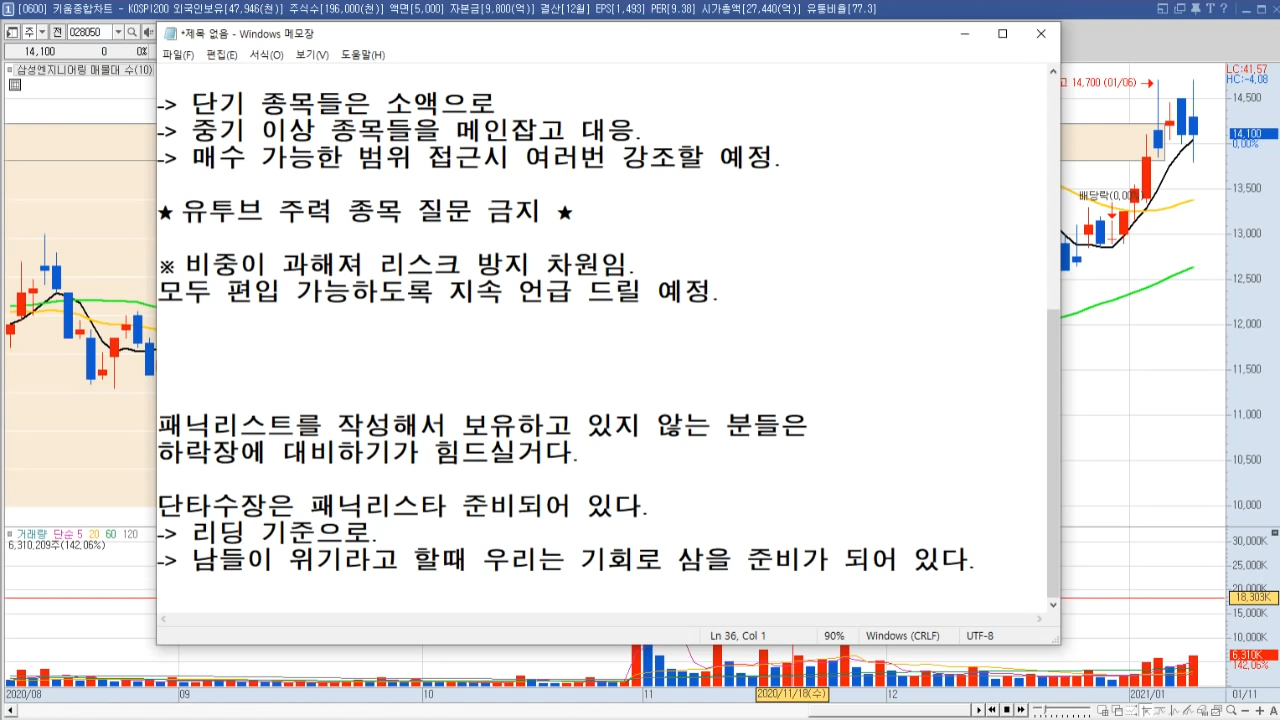 [0600] 키움종합차트 - KOSPI200 외국인보유[47,946(천)] 주식수[196,000(천)] 액면[5,000] 자본금[9,800(억)] 결산[12월] EPS[1,493] PER[9.38] 시가총액[27,440(억)] 유통비율[77.3]
주 전 028050
14,100 0 0%
삼성엔지니어링 매물대 수(10)
*제목 없음 - Windows 메모장
파일(F) 편집(E) 서식(O) 보기(V) 도움말(H)
-> 단기 종목들은 소액으로
-> 중기 이상 종목들을 메인잡고 대응.
-> 매수 가능한 범위 접근시 여러번 강조할 예정.
★ 유투브 주력 종목 질문 금지 ★
※ 비중이 과해져 리스크 방지 차원임.
모두 편입 가능하도록 지속 언급 드릴 예정.
패닉리스트를 작성해서 보유하고 있지 않는 분들은
하락장에 대비하기가 힘드실거다.
단타수장은 패닉리스타 준비되어 있다.
-> 리딩 기준으로.
-> 남들이 위기라고 할때 우리는 기회로 삼을 준비가 되어 있다.
Ln 36, Col 1 90% Windows (CRLF) UTF-8
고 14,700 (01/06)
배당락(0,00
LC:41,57
HC:-4,08
14,500
14,100
0,00%
13,500
13,000
12,500
12,000
11,500
11,000
10,500
10,000
거래량 단순 5 20 60 120
6,310,209주(142,06%)
30,000K
25,000K
20,000K
18,303K
15,000K
10,000K
6,310K
142,06%
2020/08 09 10 11 2020/11/18(수) 12 2021/01 01/11